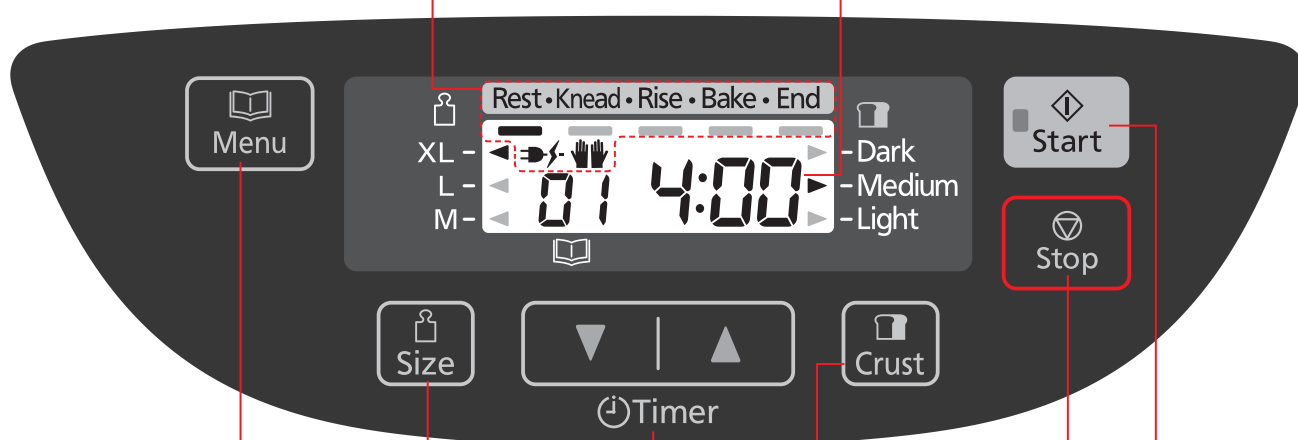 Rest • Knead • Rise • Bake • End
Menu
XL
L
M
01 4:00
Dark
Medium
Light
Start
Stop
Size
Crust
Timer